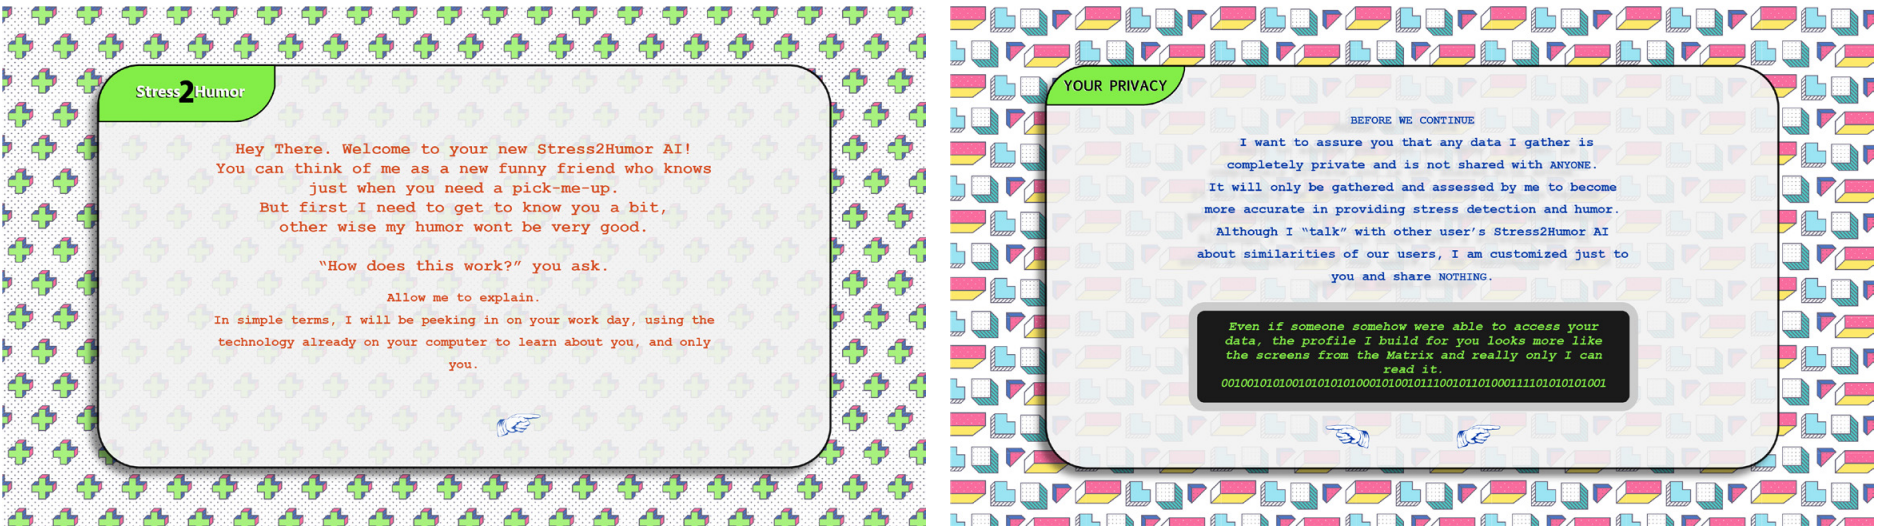 Stress2Humor
Hey There. Welcome to your new Stress2Humor AI!
You can think of me as a new funny friend who knows
just when you need a pick-me-up.
But first I need to get to know you a bit,
other wise my humor wont be very good.
“How does this work?” you ask.
Allow me to explain.
In simple terms, I will be peeking in on your work day, using the
technology already on your computer to learn about you, and only
you.
YOUR PRIVACY
BEFORE WE CONTINUE
I want to assure you that any data I gather is
completely private and is not shared with ANYONE.
It will only be gathered and assessed by me to become
more accurate in providing stress detection and humor.
Although I “talk” with other user’s Stress2Humor AI
about similarities of our users, I am customized just to
you and share NOTHING.
Even if someone somehow were able to access your
data, the profile I build for you looks more like
the screens from the Matrix and really only I can
read it.